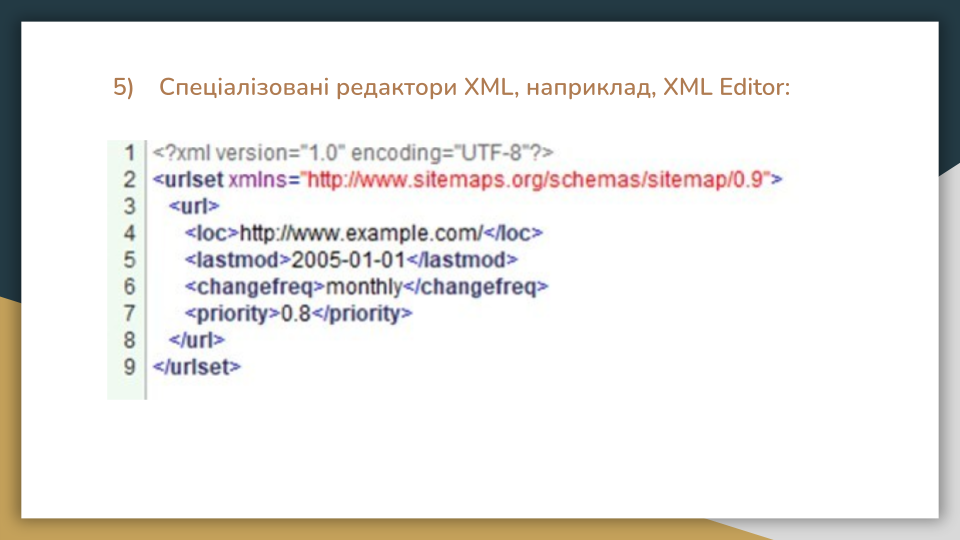 5) Спеціалізовані редактори XML, наприклад, XML Editor:
1 <?xml version="1.0" encoding="UTF-8"?>
2 <urlset xmlns="http://www.sitemaps.org/schemas/sitemap/0.9">
3 <url>
4 <loc>http://www.example.com/</loc>
5 <lastmod>2005-01-01</lastmod>
6 <changefreq>monthly</changefreq>
7 <priority>0.8</priority>
8 </url>
9 </urlset>